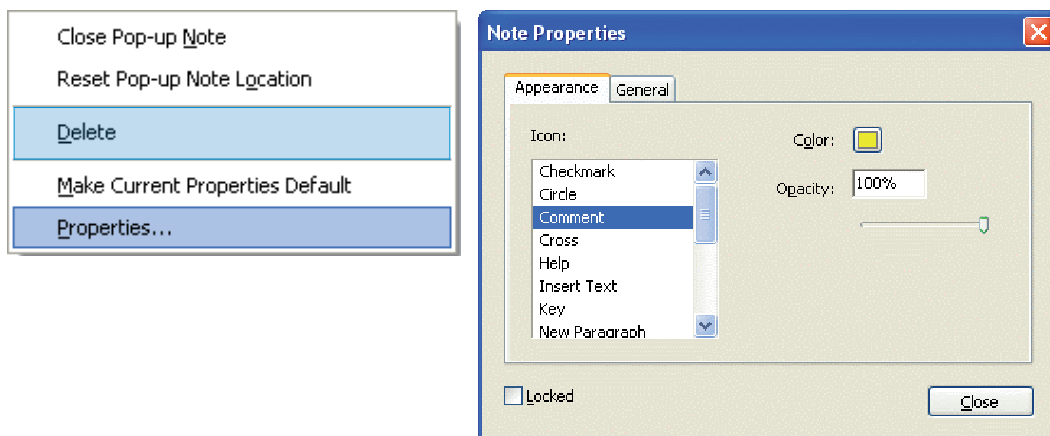 Close Pop-up Note
Reset Pop-up Note Location
Delete
Make Current Properties Default
Properties...
Note Properties
Appearance
General
Icon:
Checkmark
Circle
Comment
Cross
Help
Insert Text
Key
New Paragraph
Color:
Opacity: 100%
Locked
Close